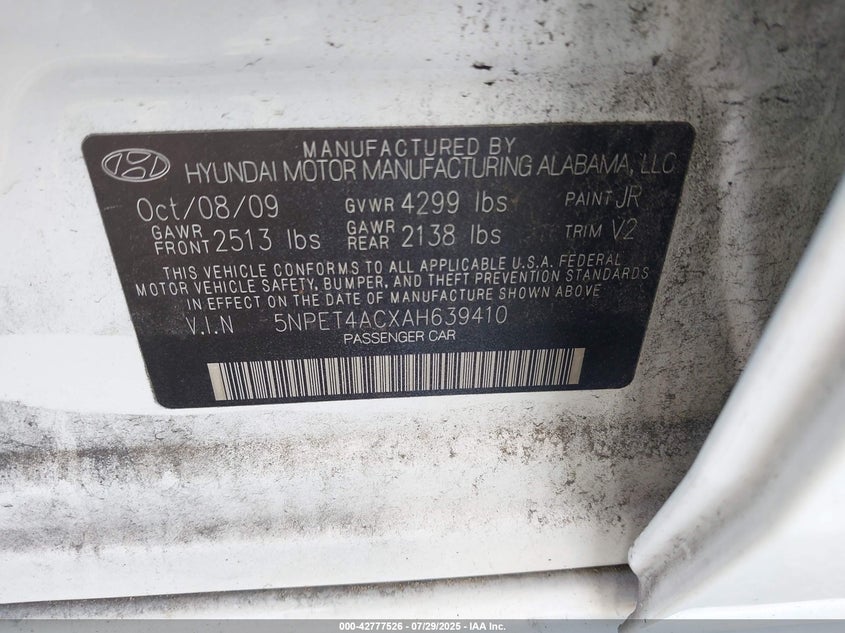 MANUFACTURED BY
HYUNDAI MOTOR MANUFACTURING ALABAMA, LLC
Oct/08/09 GVWR 4299 lbs PAINT JR
GAWR FRONT 2513 lbs GAWR REAR 2138 lbs TRIM V2
THIS VEHICLE CONFORMS TO ALL APPLICABLE U.S.A. FEDERAL
MOTOR VEHICLE SAFETY, BUMPER, AND THEFT PREVENTION STANDARDS
IN EFFECT ON THE DATE OF MANUFACTURE SHOWN ABOVE.
V.I.N 5NPET4ACXAH639410
PASSENGER CAR
000-42777526 - 07/29/2025 - IAA Inc.